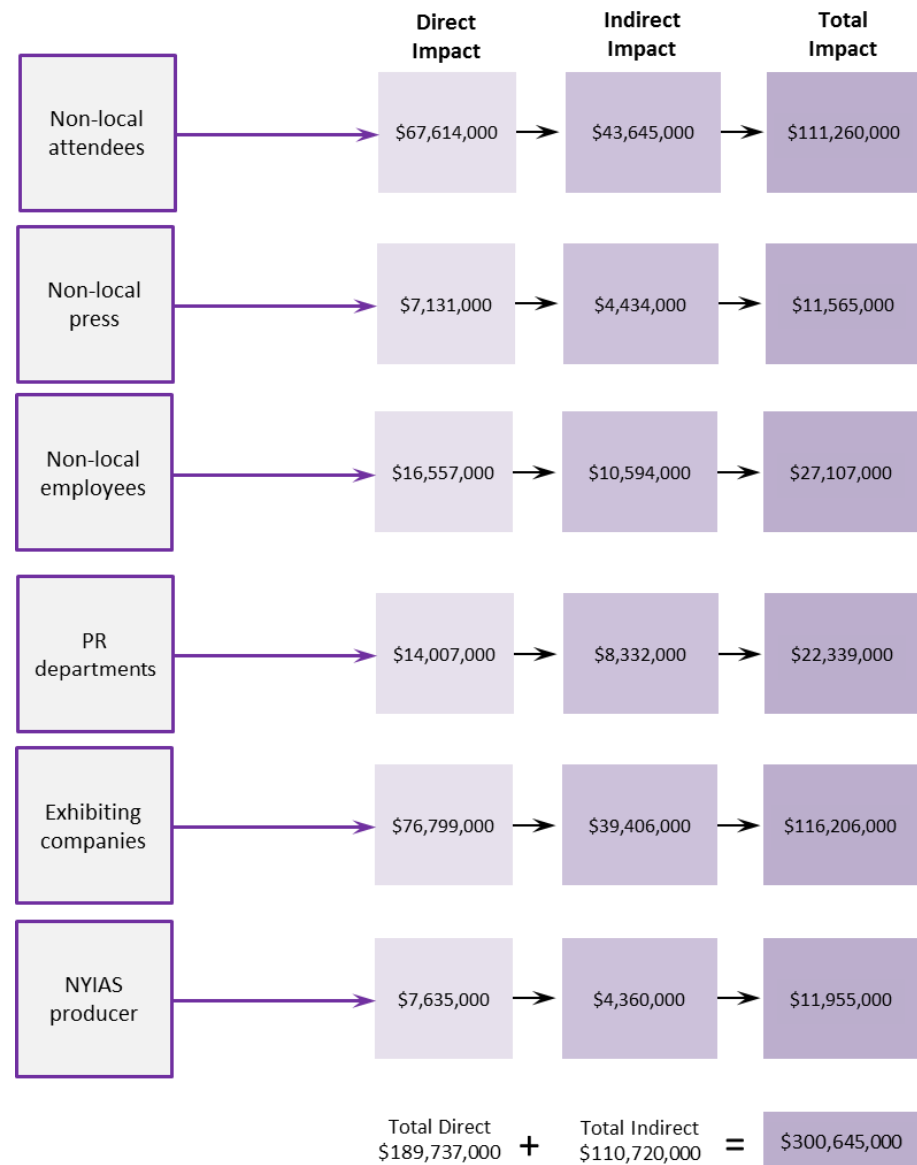 Direct
Impact
Indirect
Impact
Total
Impact
Non-local
attendees
$67,614,000
$43,645,000
$111,260,000
Non-local
press
$7,131,000
$4,434,000
$11,565,000
Non-local
employees
$16,557,000
$10,594,000
$27,107,000
PR
departments
$14,007,000
$8,332,000
$22,339,000
Exhibiting
companies
$76,799,000
$39,406,000
$116,206,000
NYIAS
producer
$7,635,000
$4,360,000
$11,955,000
Total Direct
$189,737,000
+
Total Indirect
$110,720,000
=
$300,645,000